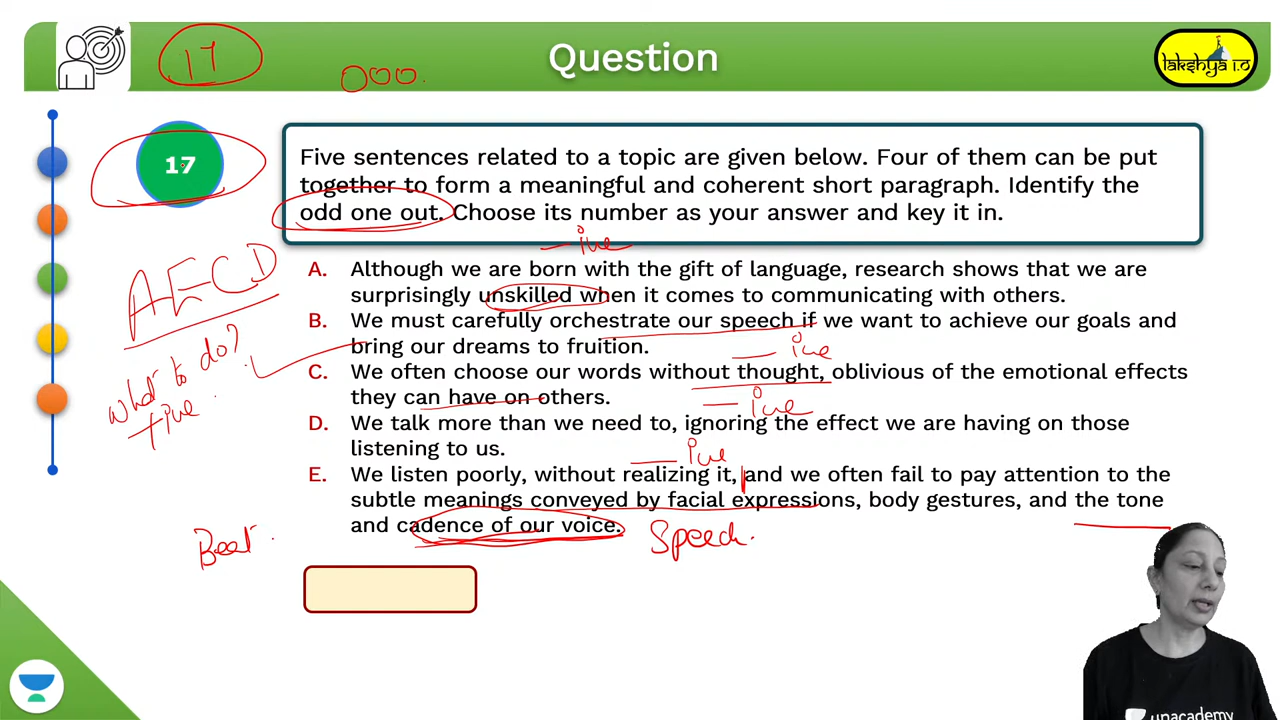 17
Question
lakshya I.O
000.
17
Five sentences related to a topic are given below. Four of them can be put
together to form a meaningful and coherent short paragraph. Identify the
odd one out. Choose its number as your answer and key it in.
—ive
A. Although we are born with the gift of language, research shows that we are
surprisingly unskilled when it comes to communicating with others.
B. We must carefully orchestrate our speech if we want to achieve our goals and
bring our dreams to fruition.
—ive
C. We often choose our words without thought, oblivious of the emotional effects
they can have on others.
—ive
D. We talk more than we need to, ignoring the effect we are having on those
listening to us.
—ive
E. We listen poorly, without realizing it, and we often fail to pay attention to the
subtle meanings conveyed by facial expressions, body gestures, and the tone
and cadence of our voice.
AECD
what to do?
+ive
Beat
Speech.
unacademy